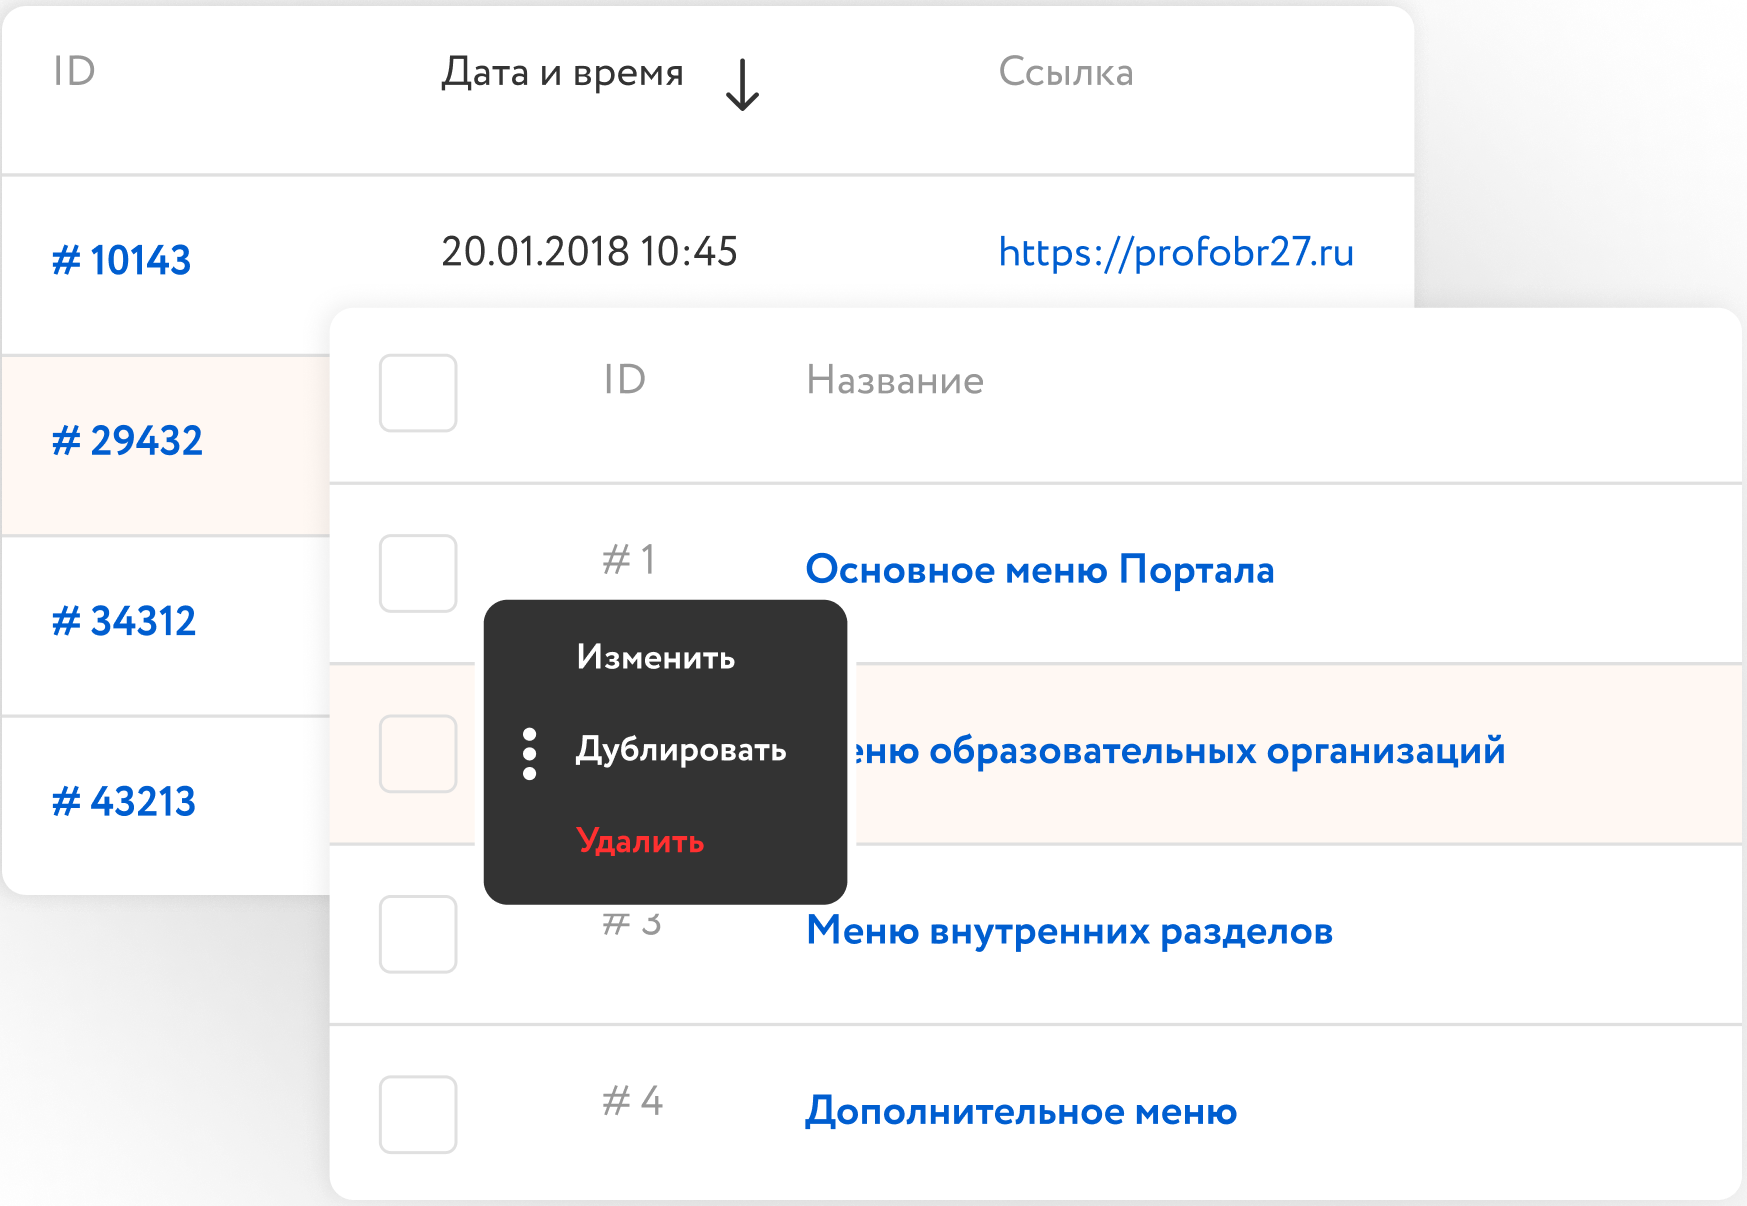 ID Дата и время Ссылка
# 10143 20.01.2018 10:45 https://profobr27.ru
# 29432
# 34312
# 43213
ID Название
# 1 Основное меню Портала
образовательных организаций
# 3 Меню внутренних разделов
# 4 Дополнительное меню
Изменить
Дублировать
Удалить